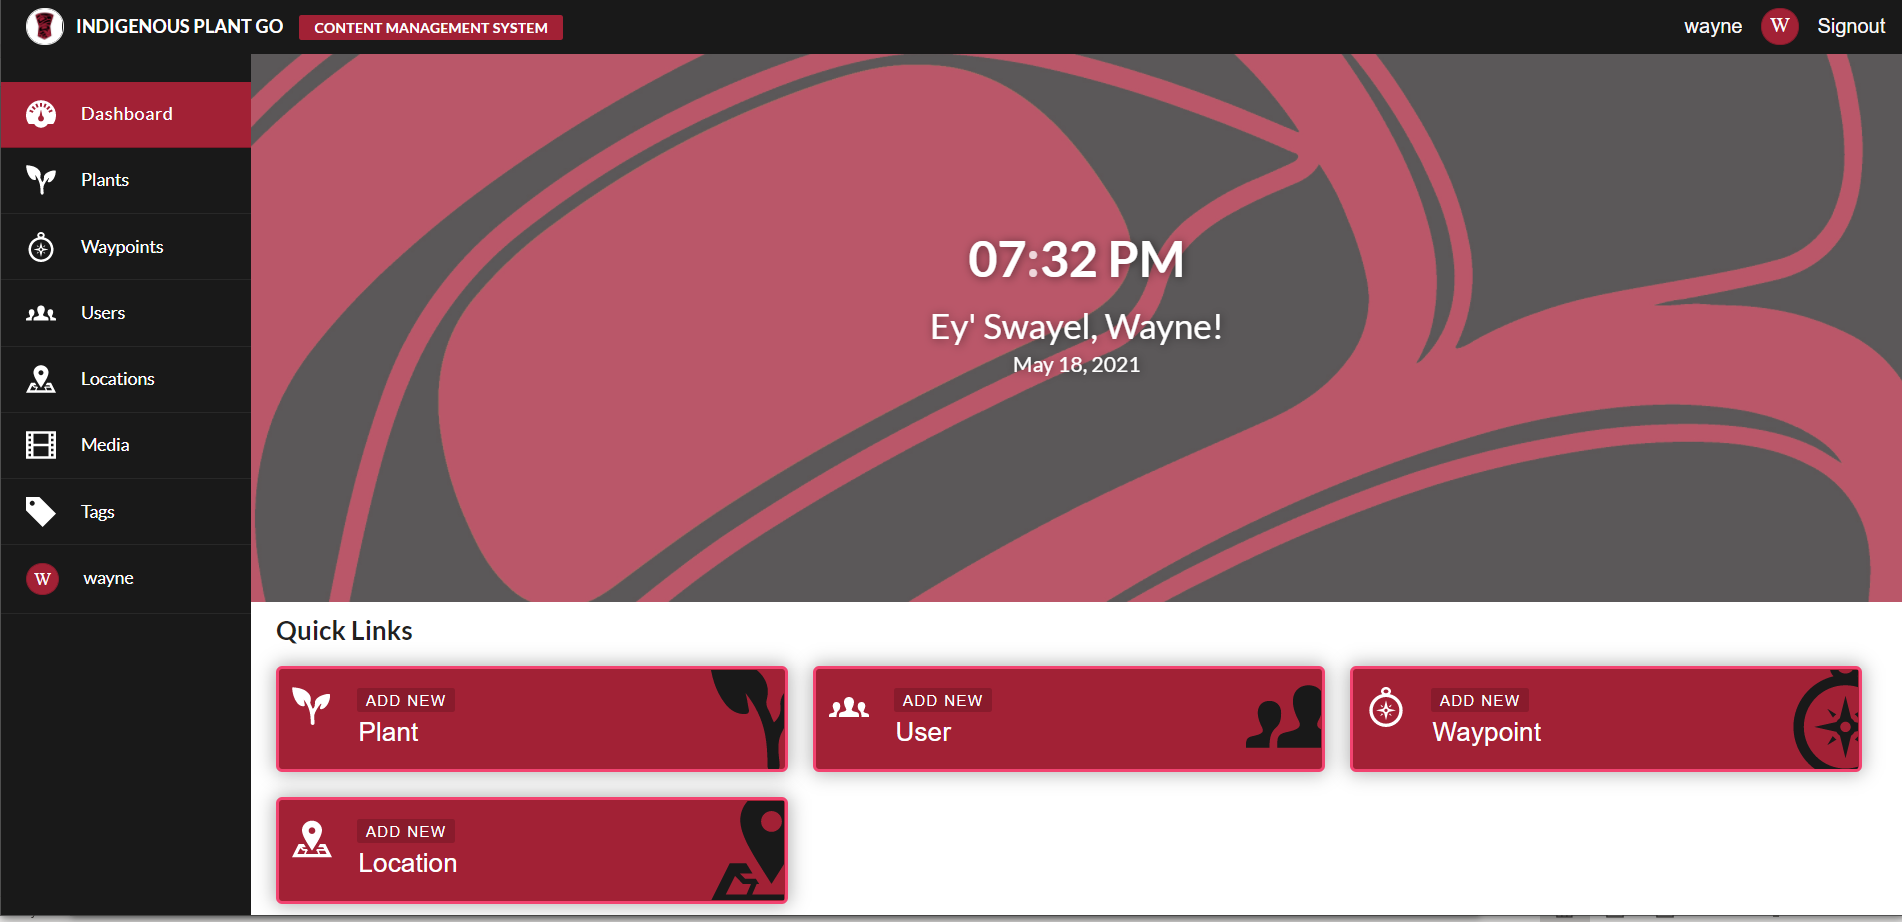 INDIGENOUS PLANT GO
CONTENT MANAGEMENT SYSTEM
wayne
W
Signout
Dashboard
Plants
Waypoints
Users
Locations
Media
Tags
W
wayne
07:32 PM
Ey' Swayel, Wayne!
May 18, 2021
Quick Links
ADD NEW
Plant
ADD NEW
User
ADD NEW
Waypoint
ADD NEW
Location